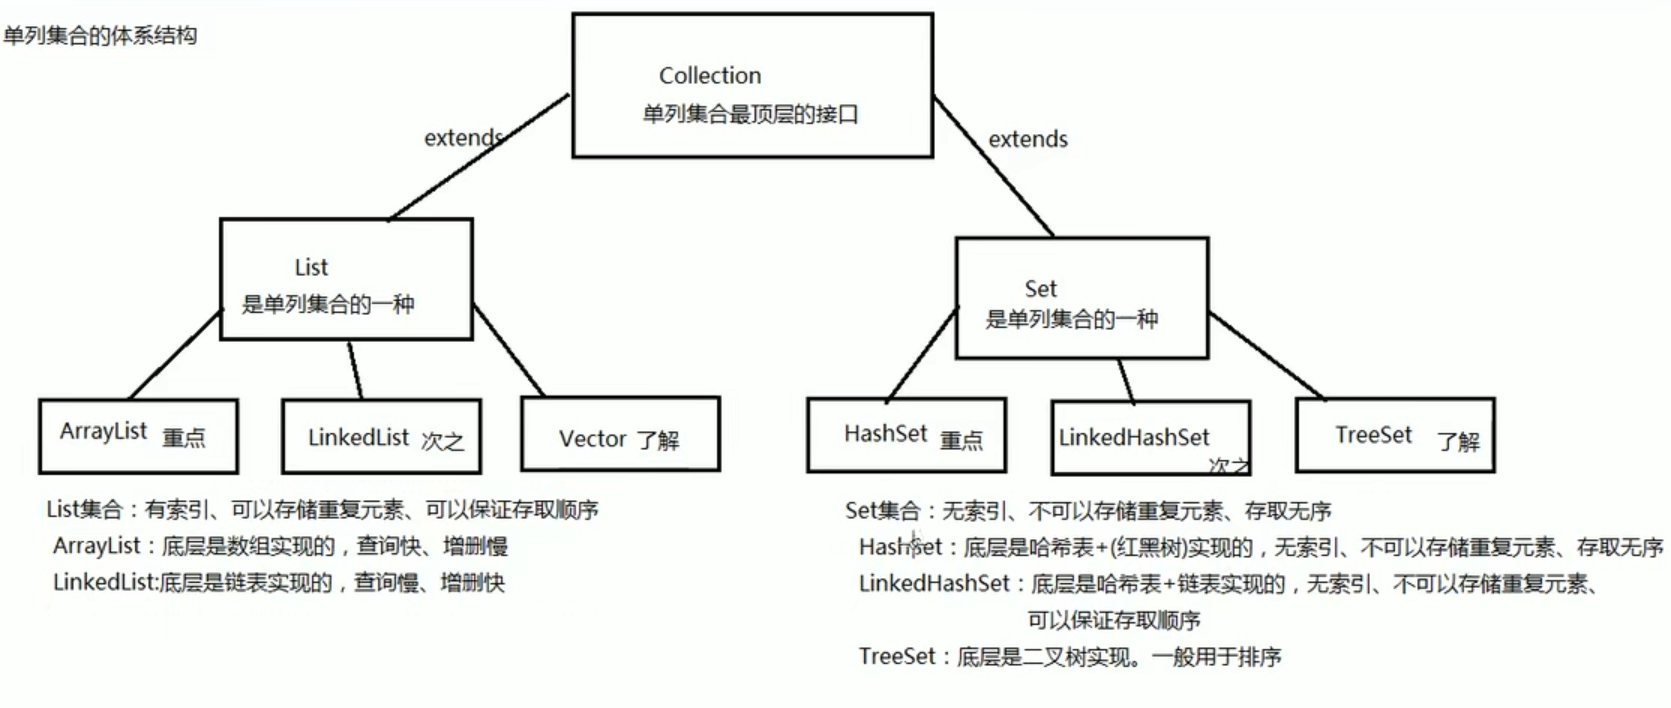 单列集合的体系结构
Collection
单列集合最顶层的接口
extends
extends
List
是单列集合的一种
Set
是单列集合的一种
ArrayList 重点
LinkedList 次之
Vector 了解
HashSet 重点
LinkedHashSet
次之
TreeSet 了解
List集合：有索引、可以存储重复元素、可以保证存取顺序
ArrayList：底层是数组实现的，查询快、增删慢
LinkedList:底层是链表实现的，查询慢、增删快
Set集合：无索引、不可以存储重复元素、存取无序
HashSet：底层是哈希表+(红黑树)实现的，无索引、不可以存储重复元素、存取无序
LinkedHashSet：底层是哈希表+链表实现的，无索引、不可以存储重复元素、
可以保证存取顺序
TreeSet：底层是二叉树实现。一般用于排序